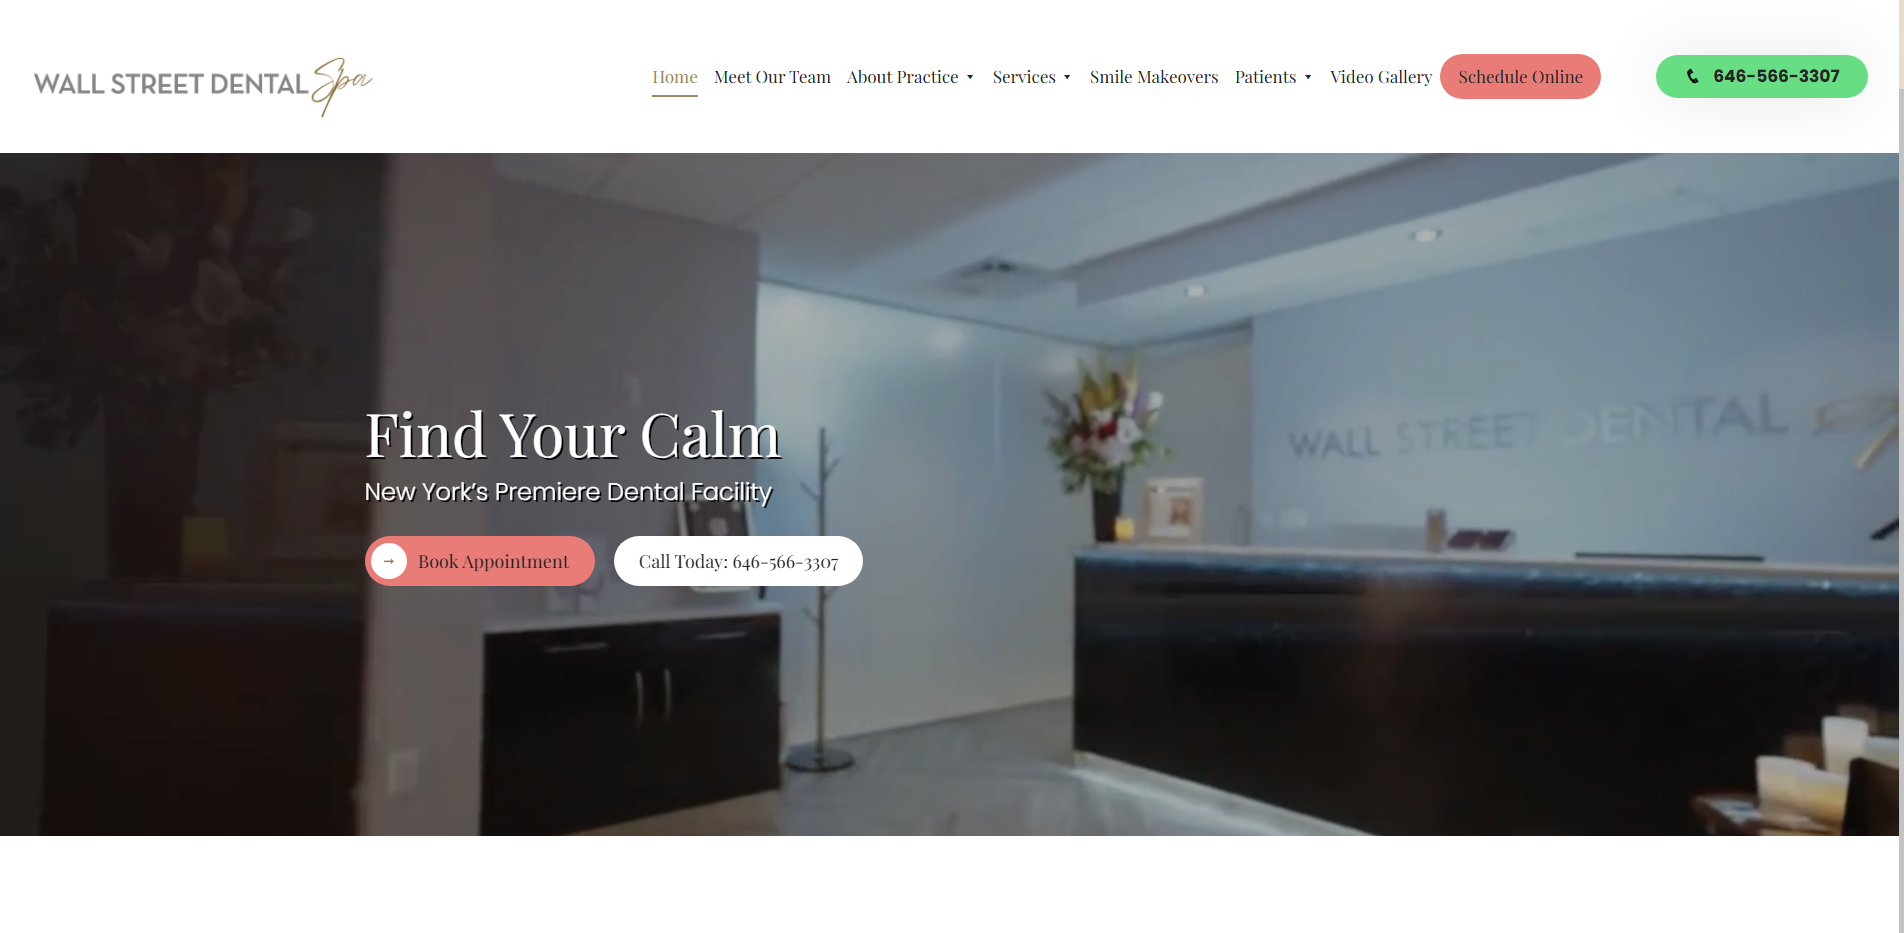 WALL STREET DENTAL Spa
Home Meet Our Team About Practice Services Smile Makeovers Patients Video Gallery Schedule Online 646-566-3307
WALL STREET DENTAL
Find Your Calm
New York's Premiere Dental Facility
Book Appointment Call Today: 646-566-3307